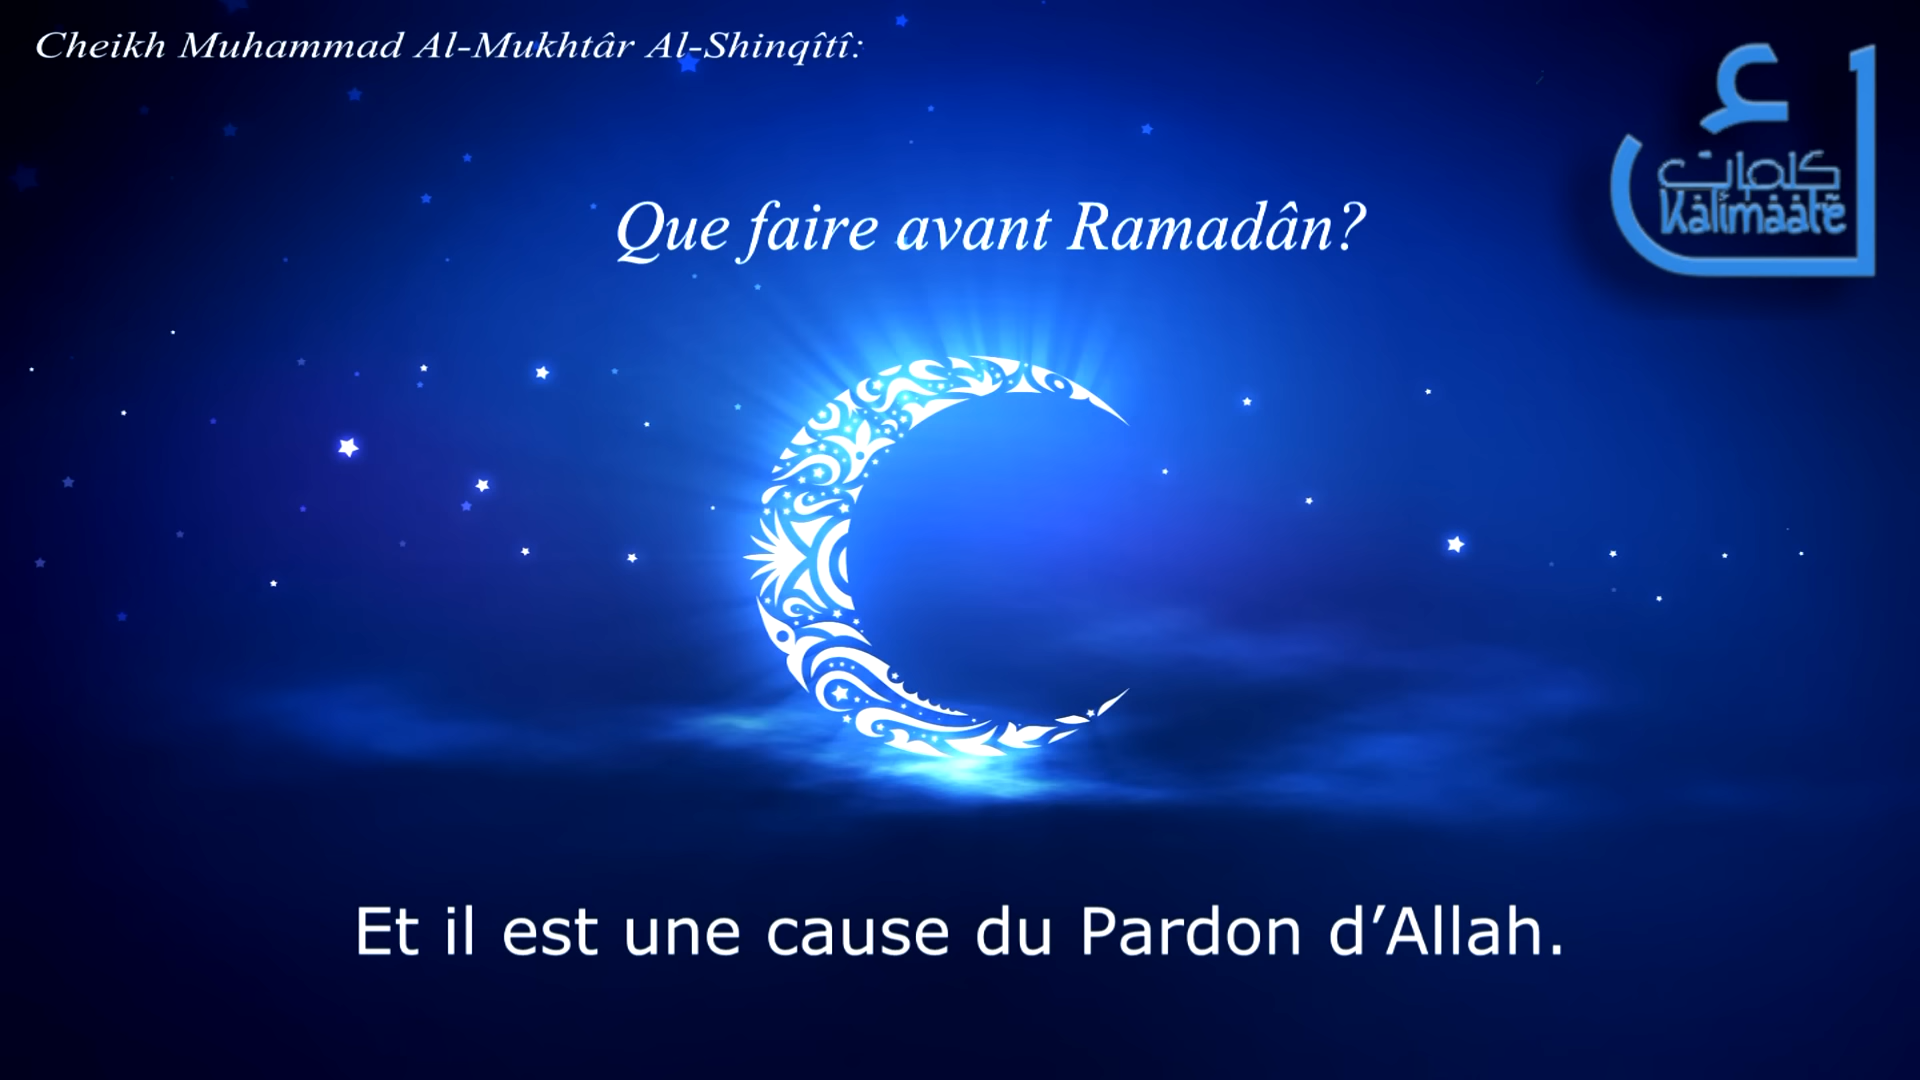 Cheikh Muhammad Al-Mukhtâr Al-Shinqîtî:
كلمات
kalimaate
Que faire avant Ramadân?
Et il est une cause du Pardon d’Allah.